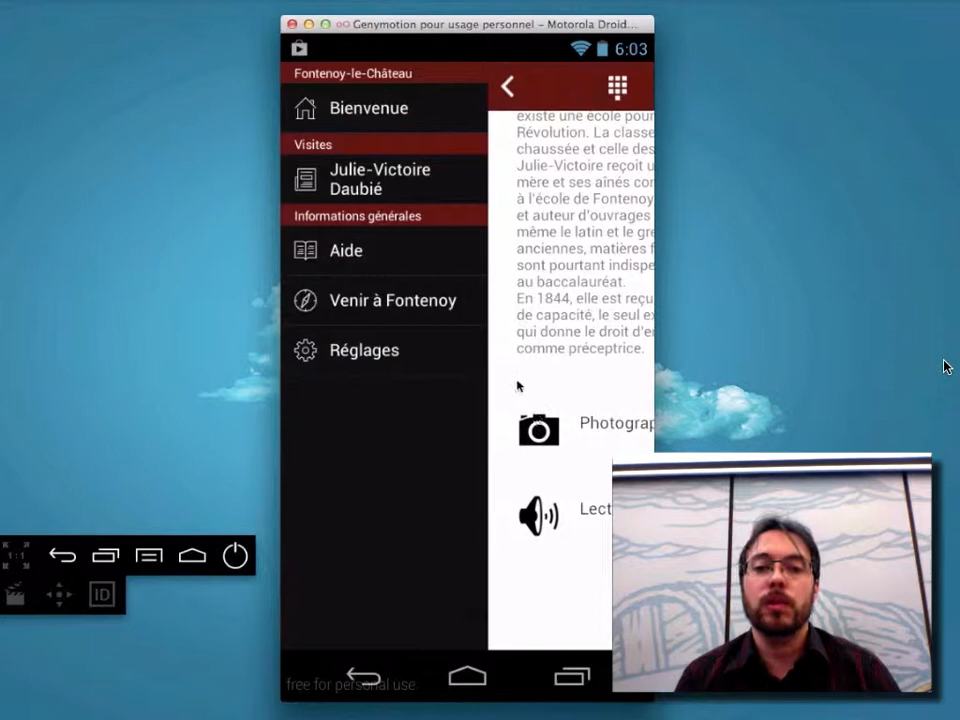 Genymotion pour usage personnel – Motorola Droid...
6:03
Fontenoy-le-Château
Bienvenue
Visites
Julie-Victoire
Daubié
Informations générales
Aide
Venir à Fontenoy
Réglages
existe une école pour
Révolution. La classe
chaussée et celle des
Julie-Victoire reçoit u
mère et ses aînés cor
à l'école de Fontenoy
et auteur d'ouvrages
même le latin et le gre
anciennes, matières f
sont pourtant indispe
au baccalauréat.
En 1844, elle est reçu
de capacité, le seul ex
qui donne le droit d'e
comme préceptrice.
Photograp
Lect
1:1
ID
free for personal use